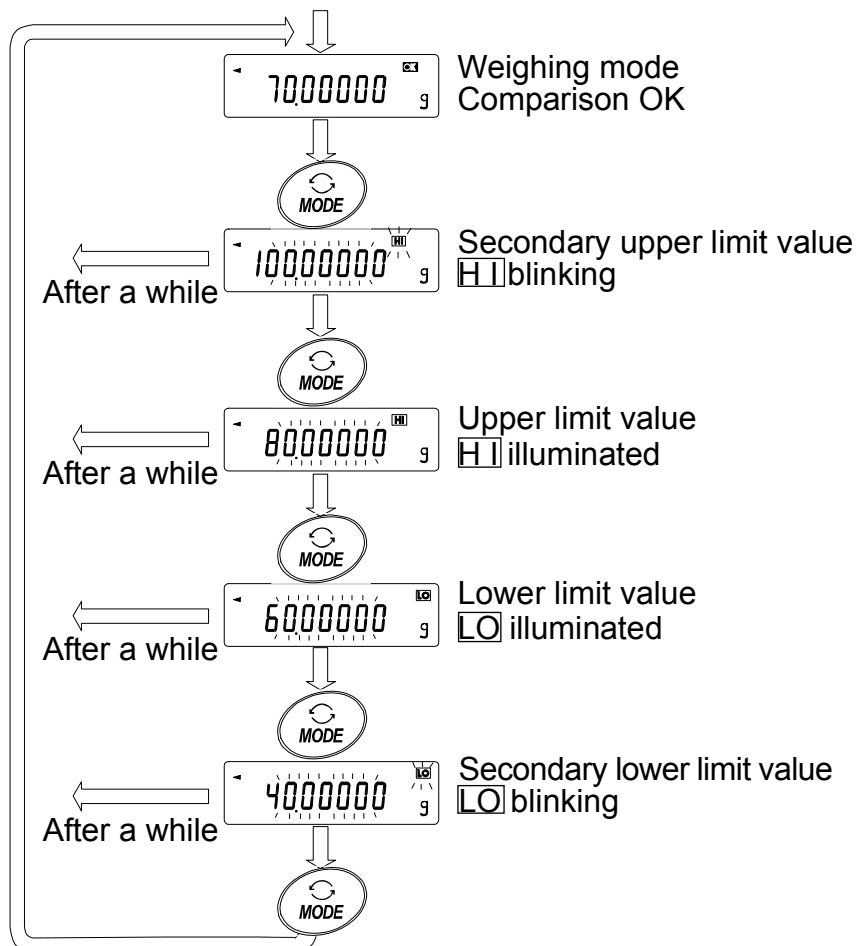 OK
70.00000 g
Weighing mode
Comparison OK
MODE
HI
100.00000 g
Secondary upper limit value
HI blinking
After a while
MODE
HI
80.00000 g
Upper limit value
HI illuminated
After a while
MODE
LO
60.00000 g
Lower limit value
LO illuminated
After a while
MODE
LO
40.00000 g
Secondary lower limit value
LO blinking
After a while
MODE